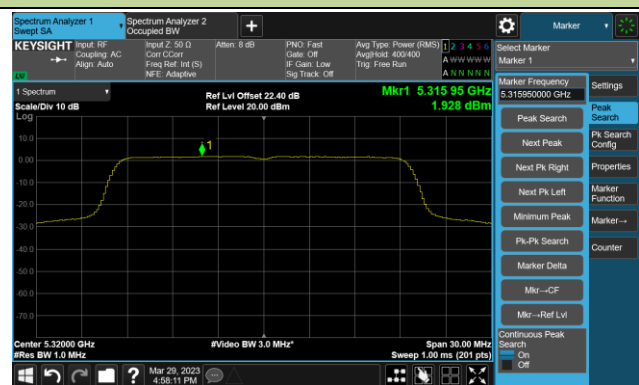 Spectrum Analyzer 1
Swept SA
Spectrum Analyzer 2
Occupied BW
Marker
KEYSIGHT
Input: RF
Coupling: AC
Align: Auto
Input Z: 50 Ω
Corr CCorr
Freq Ref: Int (S)
NFE: Adaptive
Atten: 8 dB
PNO: Fast
Gate: Off
IF Gain: Low
Sig Track: Off
Avg Type: Power (RMS)
Avg|Hold: 400/400
Trig: Free Run
1 2 3 4 5 6
A W W W W W
A N N N N N
LV
1 Spectrum
Scale/Div 10 dB
Log
Ref Lvl Offset 22.40 dB
Ref Level 20.00 dBm
Mkr1 5.315 95 GHz
1.928 dBm
10.0
0.00
-10.0
-20.0
-30.0
-40.0
-50.0
-60.0
-70.0
1
Center 5.32000 GHz
#Res BW 1.0 MHz
#Video BW 3.0 MHz*
Span 30.00 MHz
Sweep 1.00 ms (201 pts)
Mar 29, 2023
4:58:11 PM
Select Marker
Marker 1
Marker Frequency
5.315950000 GHz
Peak Search
Next Peak
Next Pk Right
Next Pk Left
Minimum Peak
Pk-Pk Search
Marker Delta
Mkr→CF
Mkr→Ref Lvl
Continuous Peak
Search
On
Off
Settings
Peak
Search
Pk Search
Config
Properties
Marker
Function
Marker→
Counter